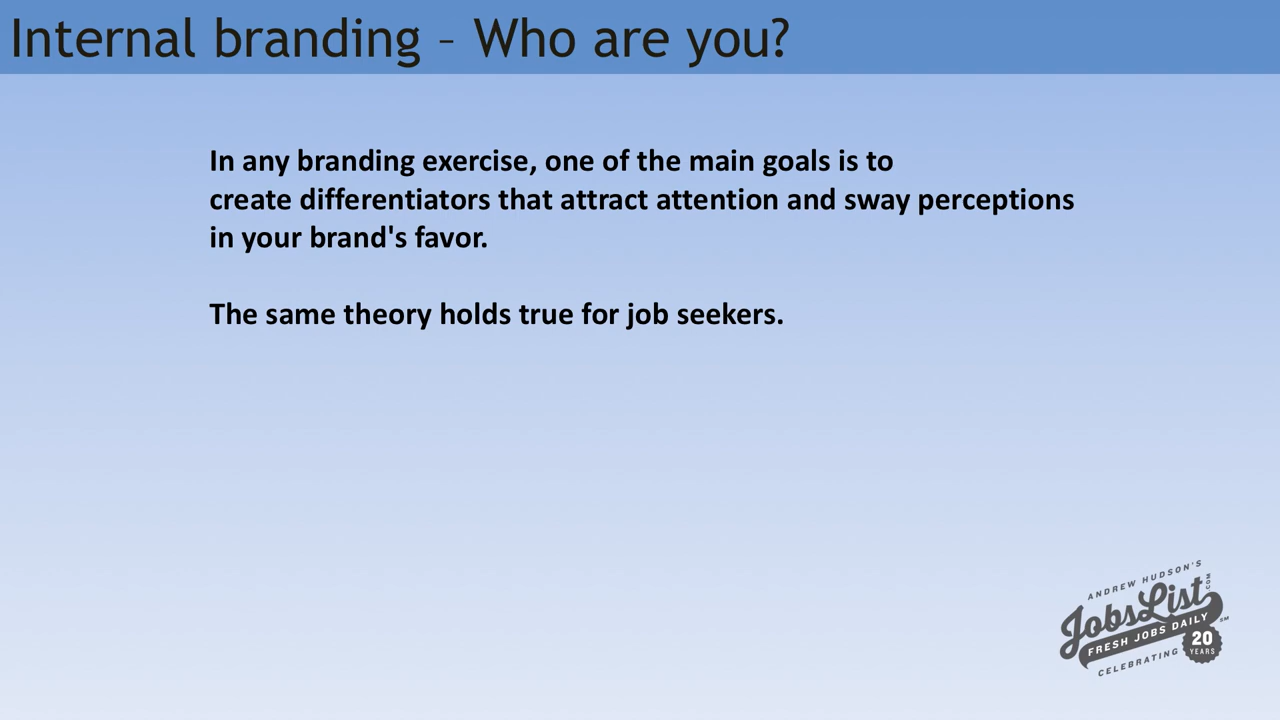 Internal branding – Who are you?
In any branding exercise, one of the main goals is to
create differentiators that attract attention and sway perceptions
in your brand's favor.
The same theory holds true for job seekers.
ANDREW HUDSON'S
JobsList
.COM
FRESH JOBS DAILY
SM
CELEBRATING
20
YEARS